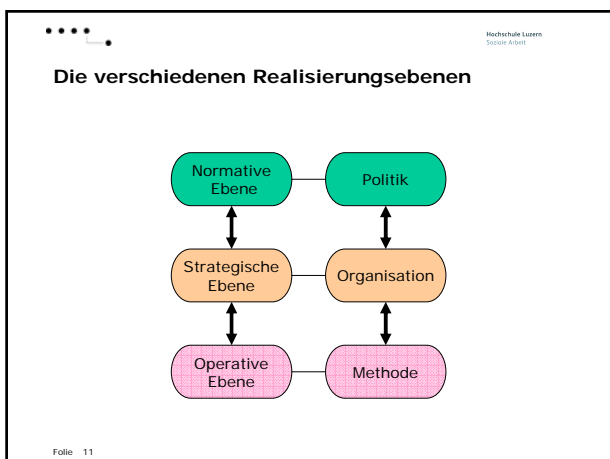 Hochschule Luzern
Soziale Arbeit
Die verschiedenen Realisierungsebenen
Normative
Ebene
Politik
Strategische
Ebene
Organisation
Operative
Ebene
Methode
Folie 11